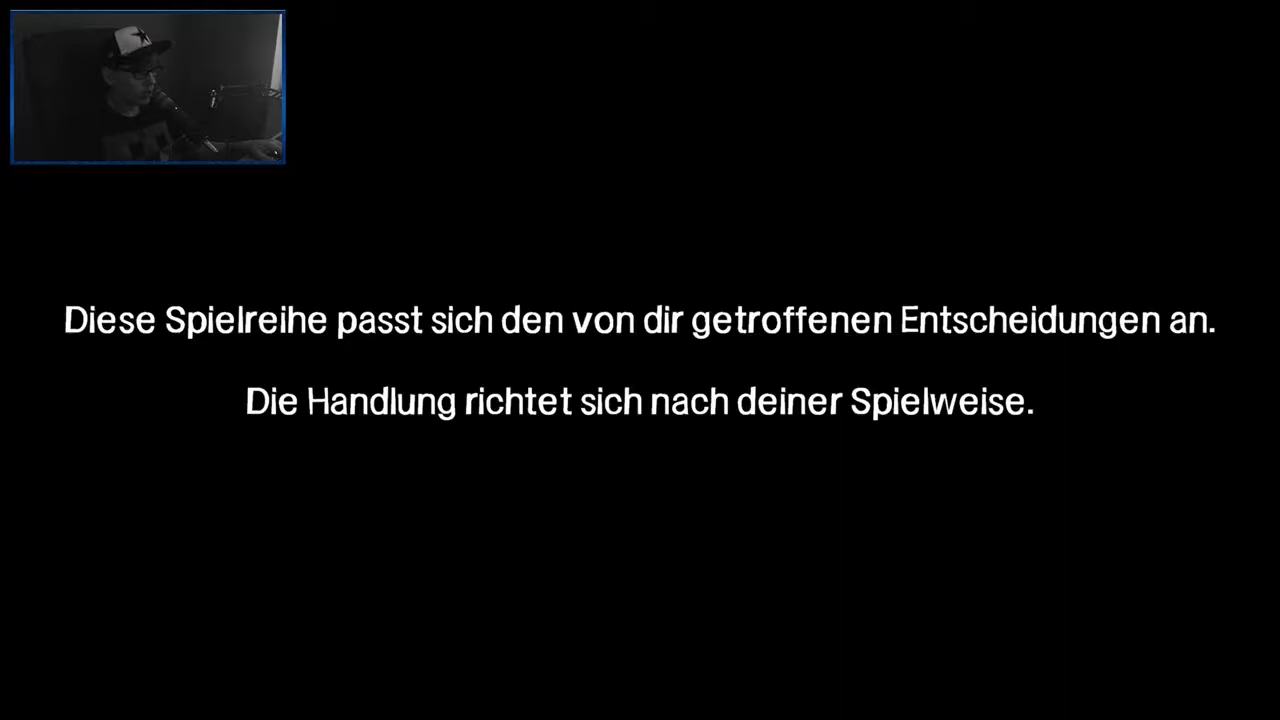 Diese Spielreihe passt sich den von dir getroffenen Entscheidungen an.
Die Handlung richtet sich nach deiner Spielweise.